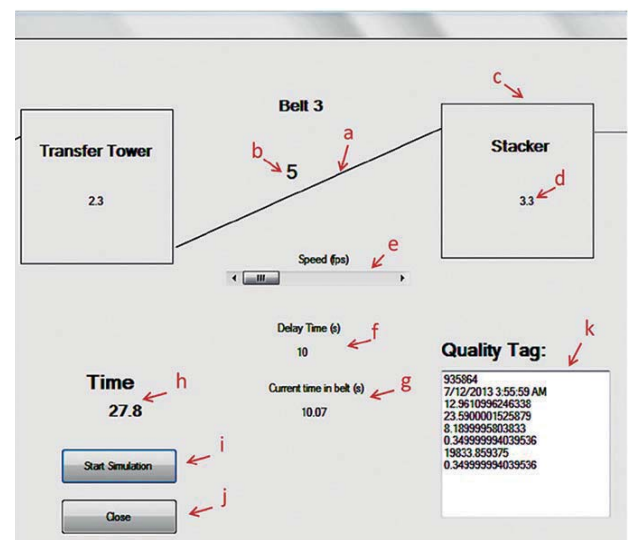 c
Belt 3
a
Transfer Tower
b
5
Stacker
d
2.3
3.3
e
Speed (fps)
Delay Time (s)
f
10
k
Quality Tag:
Time
h
Current time in belt (s)
g
27.8
10.07
935864
7/12/2013 3:55:59 AM
12.9610996246338
23.5900001525879
8.1899995803833
0.349999994039536
19833.859375
0.349999994039536
i
Start Simulation
j
Close